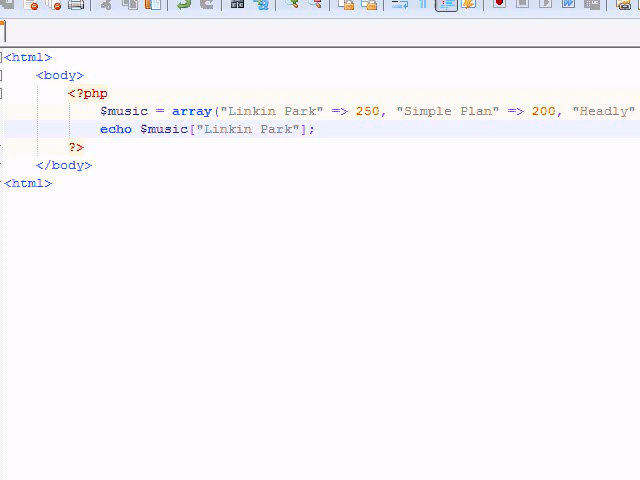 <html>
<body>
<?php
$music = array("Linkin Park" => 250, "Simple Plan" => 200, "Headly"
echo $music["Linkin Park"];
?>
</body>
<html>